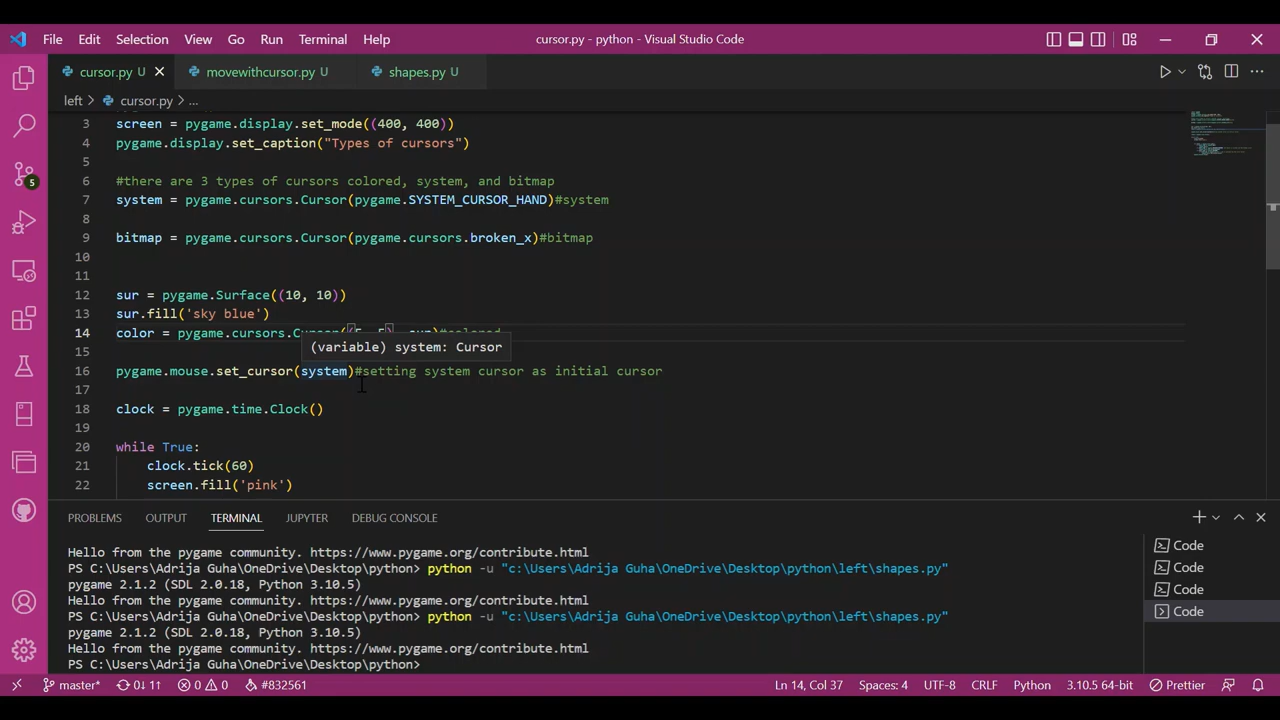 File Edit Selection View Go Run Terminal Help cursor.py - python - Visual Studio Code
cursor.py U movewithcursor.py U shapes.py U
left > cursor.py > ...
3 screen = pygame.display.set_mode((400, 400))
4 pygame.display.set_caption("Types of cursors")
5
6 #there are 3 types of cursors colored, system, and bitmap
7 system = pygame.cursors.Cursor(pygame.SYSTEM_CURSOR_HAND)#system
8
9 bitmap = pygame.cursors.Cursor(pygame.cursors.broken_x)#bitmap
10
11
12 sur = pygame.Surface((10, 10))
13 sur.fill('sky blue')
14 color = pygame.cursors.Cursor((5, 5), sur)#colored
(variable) system: Cursor
15
16 pygame.mouse.set_cursor(system)#setting system cursor as initial cursor
17
18 clock = pygame.time.Clock()
19
20 while True:
21 clock.tick(60)
22 screen.fill('pink')
5
PROBLEMS OUTPUT TERMINAL JUPYTER DEBUG CONSOLE
Hello from the pygame community. https://www.pygame.org/contribute.html
PS C:\Users\Adrija Guha\OneDrive\Desktop\python> python -u "c:\Users\Adrija Guha\OneDrive\Desktop\python\left\shapes.py"
pygame 2.1.2 (SDL 2.0.18, Python 3.10.5)
Hello from the pygame community. https://www.pygame.org/contribute.html
PS C:\Users\Adrija Guha\OneDrive\Desktop\python> python -u "c:\Users\Adrija Guha\OneDrive\Desktop\python\left\shapes.py"
pygame 2.1.2 (SDL 2.0.18, Python 3.10.5)
Hello from the pygame community. https://www.pygame.org/contribute.html
PS C:\Users\Adrija Guha\OneDrive\Desktop\python>
Code
Code
Code
Code
master* 0↓ 1↑ 0 0 #832561 Ln 14, Col 37 Spaces: 4 UTF-8 CRLF Python 3.10.5 64-bit Prettier